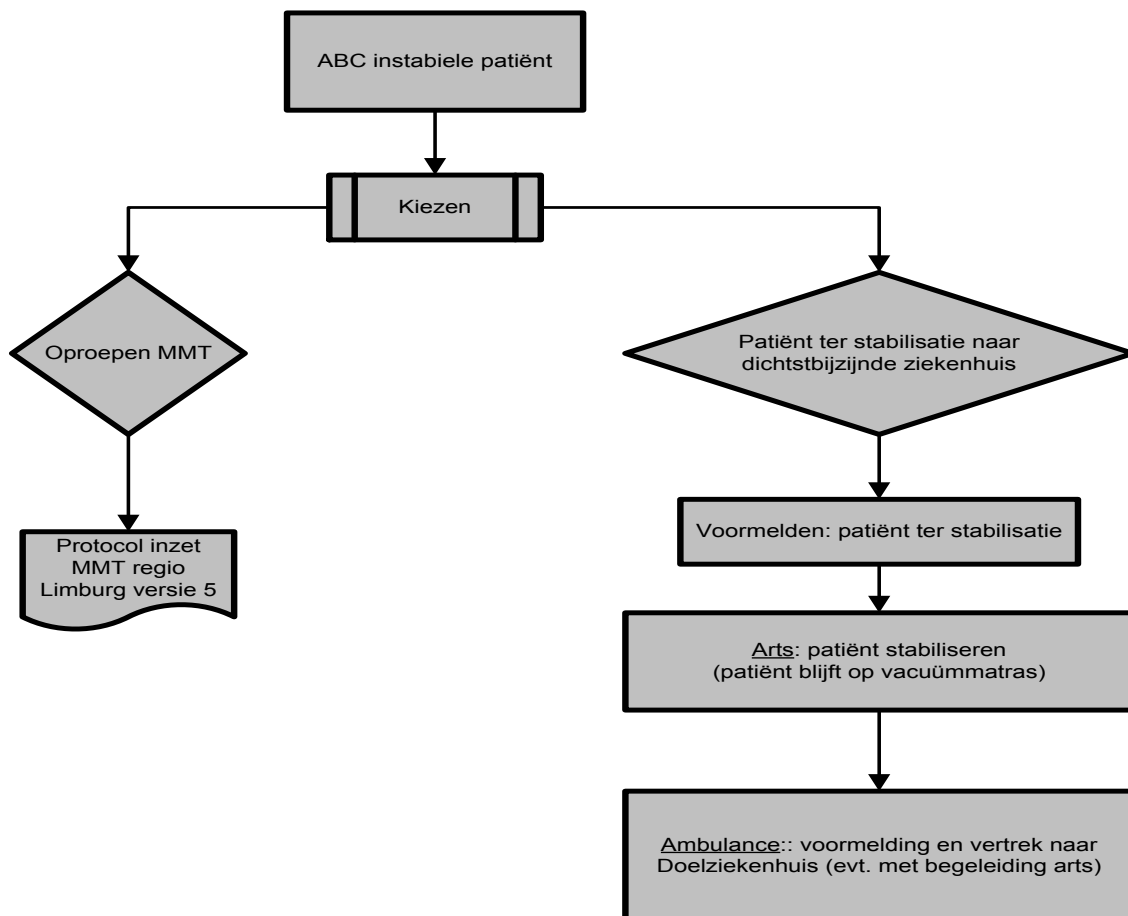 ABC instabiele patiënt
Kiezen
Oproepen MMT
Patiënt ter stabilisatie naar
dichtstbijzijnde ziekenhuis
Protocol inzet
MMT regio
Limburg versie 5
Voormelden: patiënt ter stabilisatie
Arts: patiënt stabiliseren
(patiënt blijft op vacuümmatras)
Ambulance:: voormelding en vertrek naar
Doelziekenhuis (evt. met begeleiding arts)